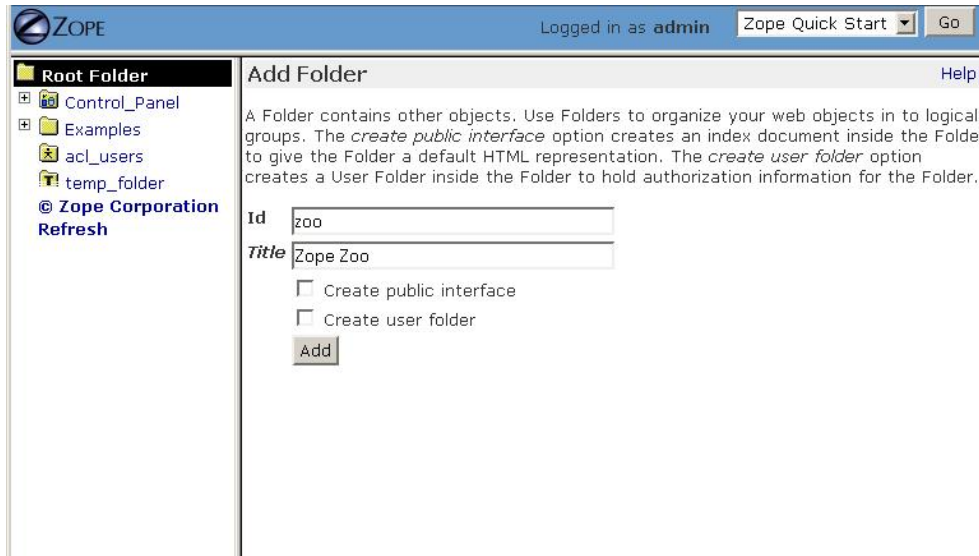 ZOPE
Logged in as admin
Zope Quick Start
Go
Root Folder
Control_Panel
Examples
acl_users
temp_folder
© Zope Corporation
Refresh
Add Folder
Help
A Folder contains other objects. Use Folders to organize your web objects in to logical
groups. The create public interface option creates an index document inside the Folde
to give the Folder a default HTML representation. The create user folder option
creates a User Folder inside the Folder to hold authorization information for the Folder.
Id
zoo
Title
Zope Zoo
Create public interface
Create user folder
Add